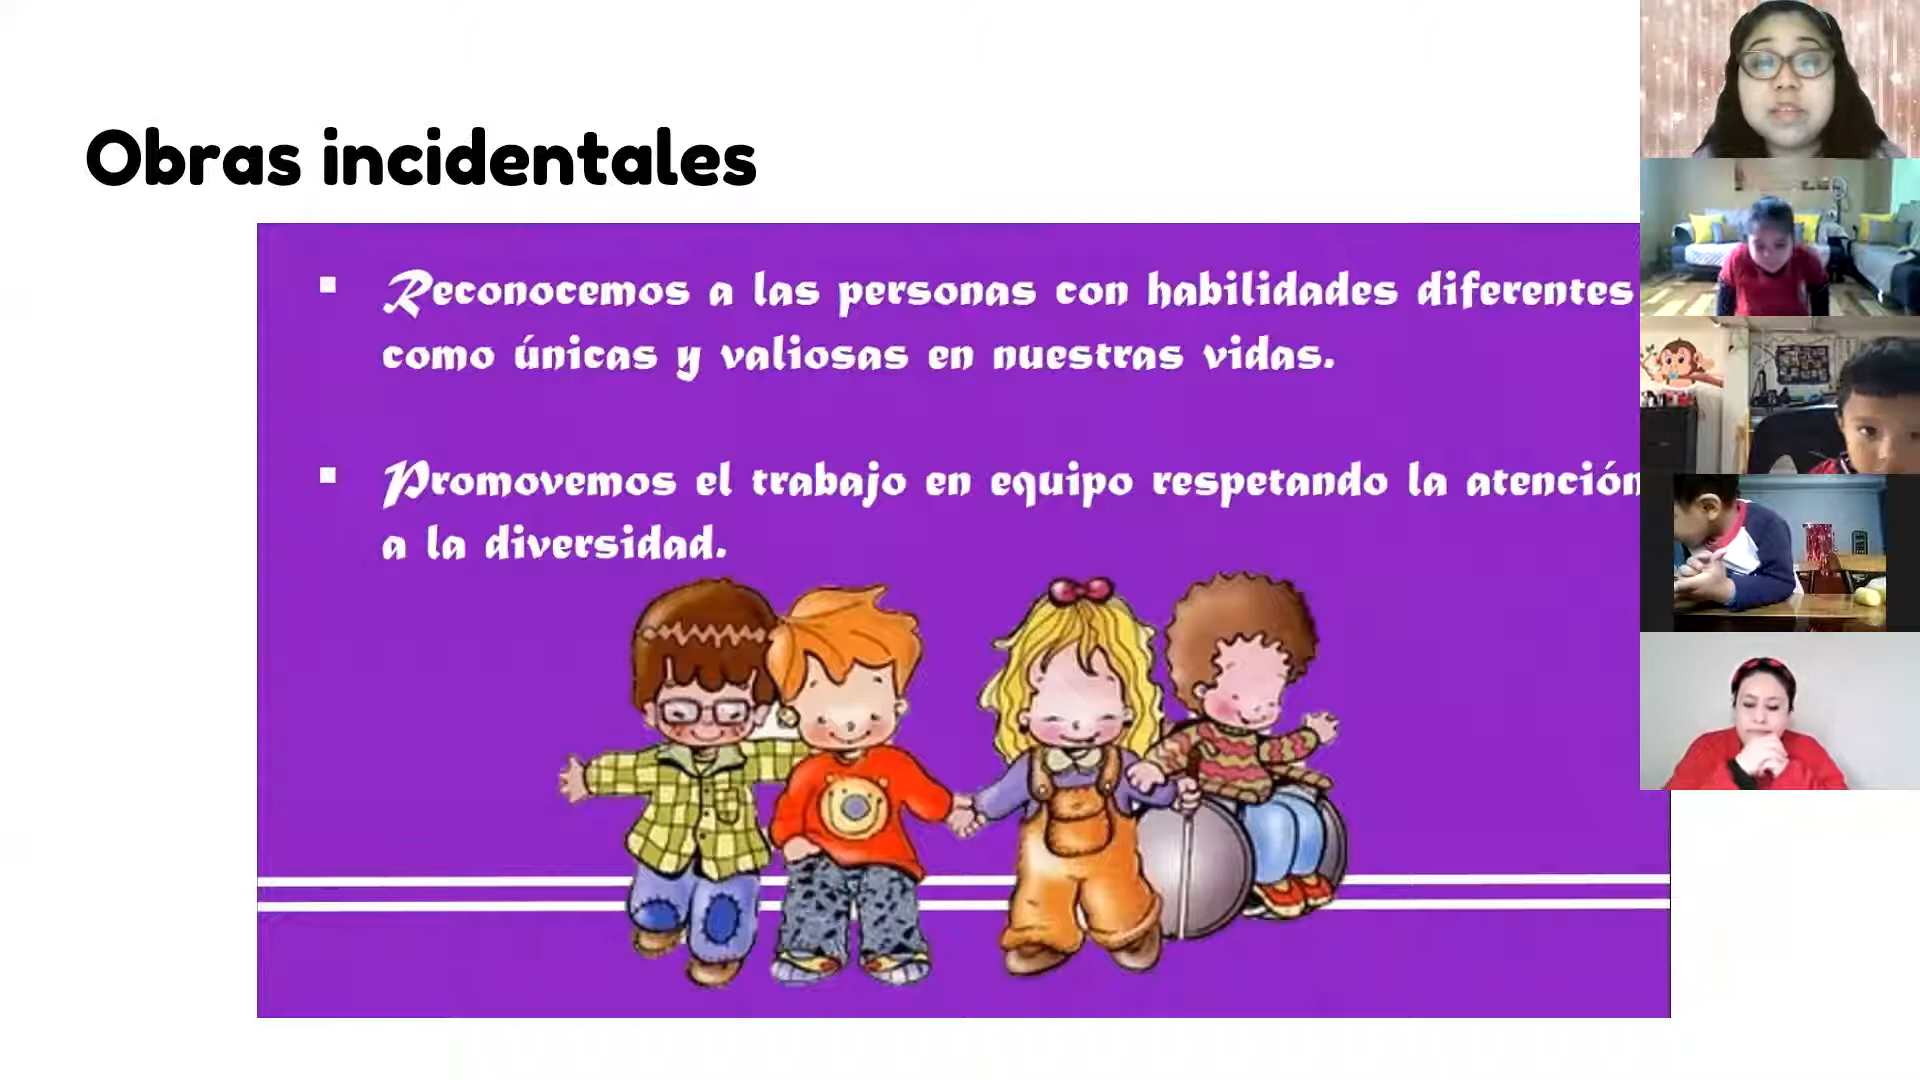 Obras incidentales
▪ Reconocemos a las personas con habilidades diferentes
como únicas y valiosas en nuestras vidas.
▪ Promovemos el trabajo en equipo respetando la atención
a la diversidad.